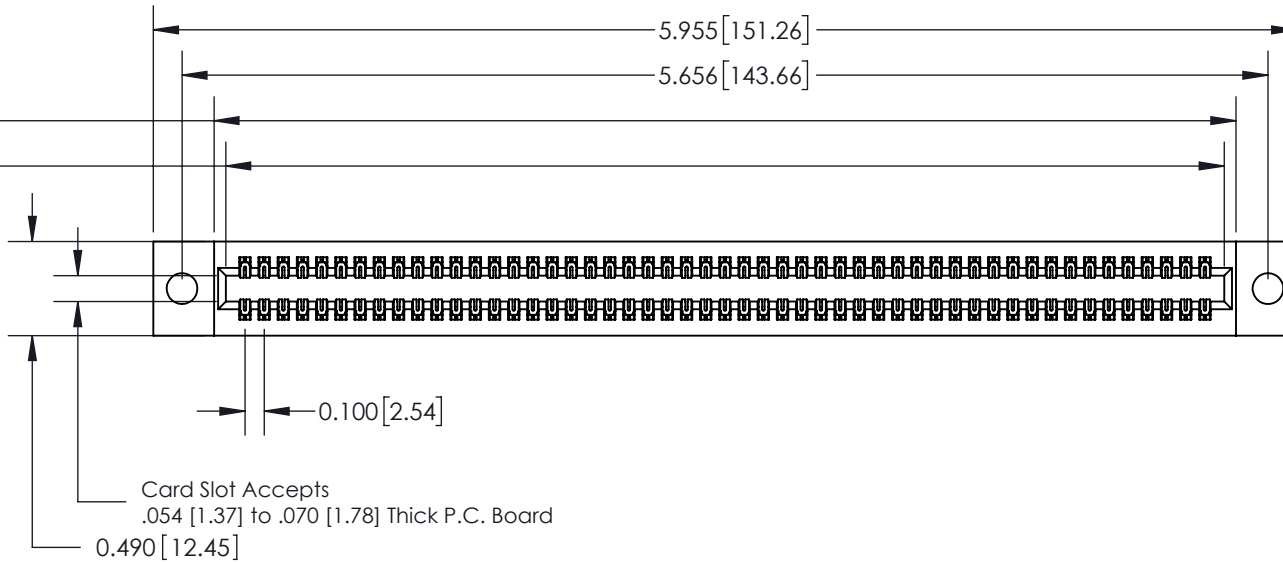 5.955[151.26]
5.656[143.66]
0.100[2.54]
Card Slot Accepts
.054 [1.37] to .070 [1.78] Thick P.C. Board
0.490[12.45]